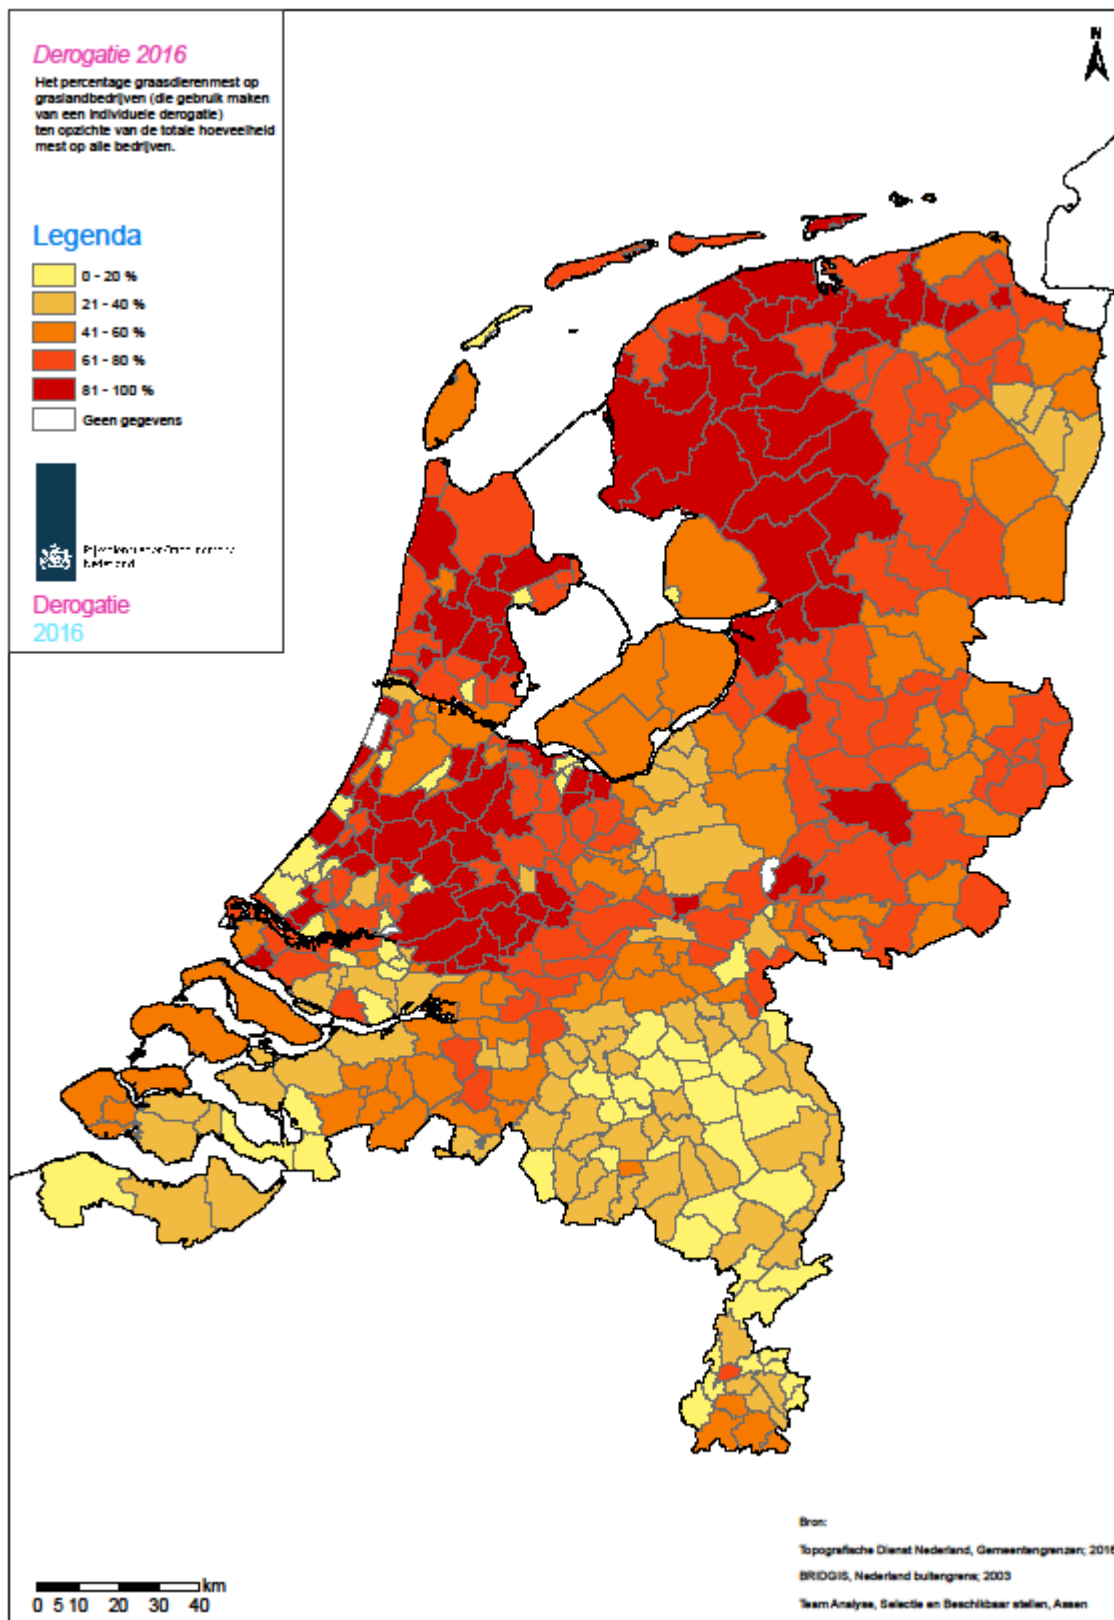 Derogatie 2016
Het percentage graasdierenmest op
graslandbedrijven (die gebruik maken
van een individuele derogatie)
ten opzichte van de totale hoeveelheid
mest op alle bedrijven.
Legenda
0 - 20 %
21 - 40 %
41 - 60 %
61 - 80 %
81 - 100 %
Geen gegevens
Derogatie
2016
N
km
0 5 10 20 30 40
Bron:
Topografische Dienst Nederland, Gemeentengrenzen; 2016
BRIDGIS, Nederland buitengrens; 2003
Team Analyse, Selectie en Beschikbaar stellen, Assen